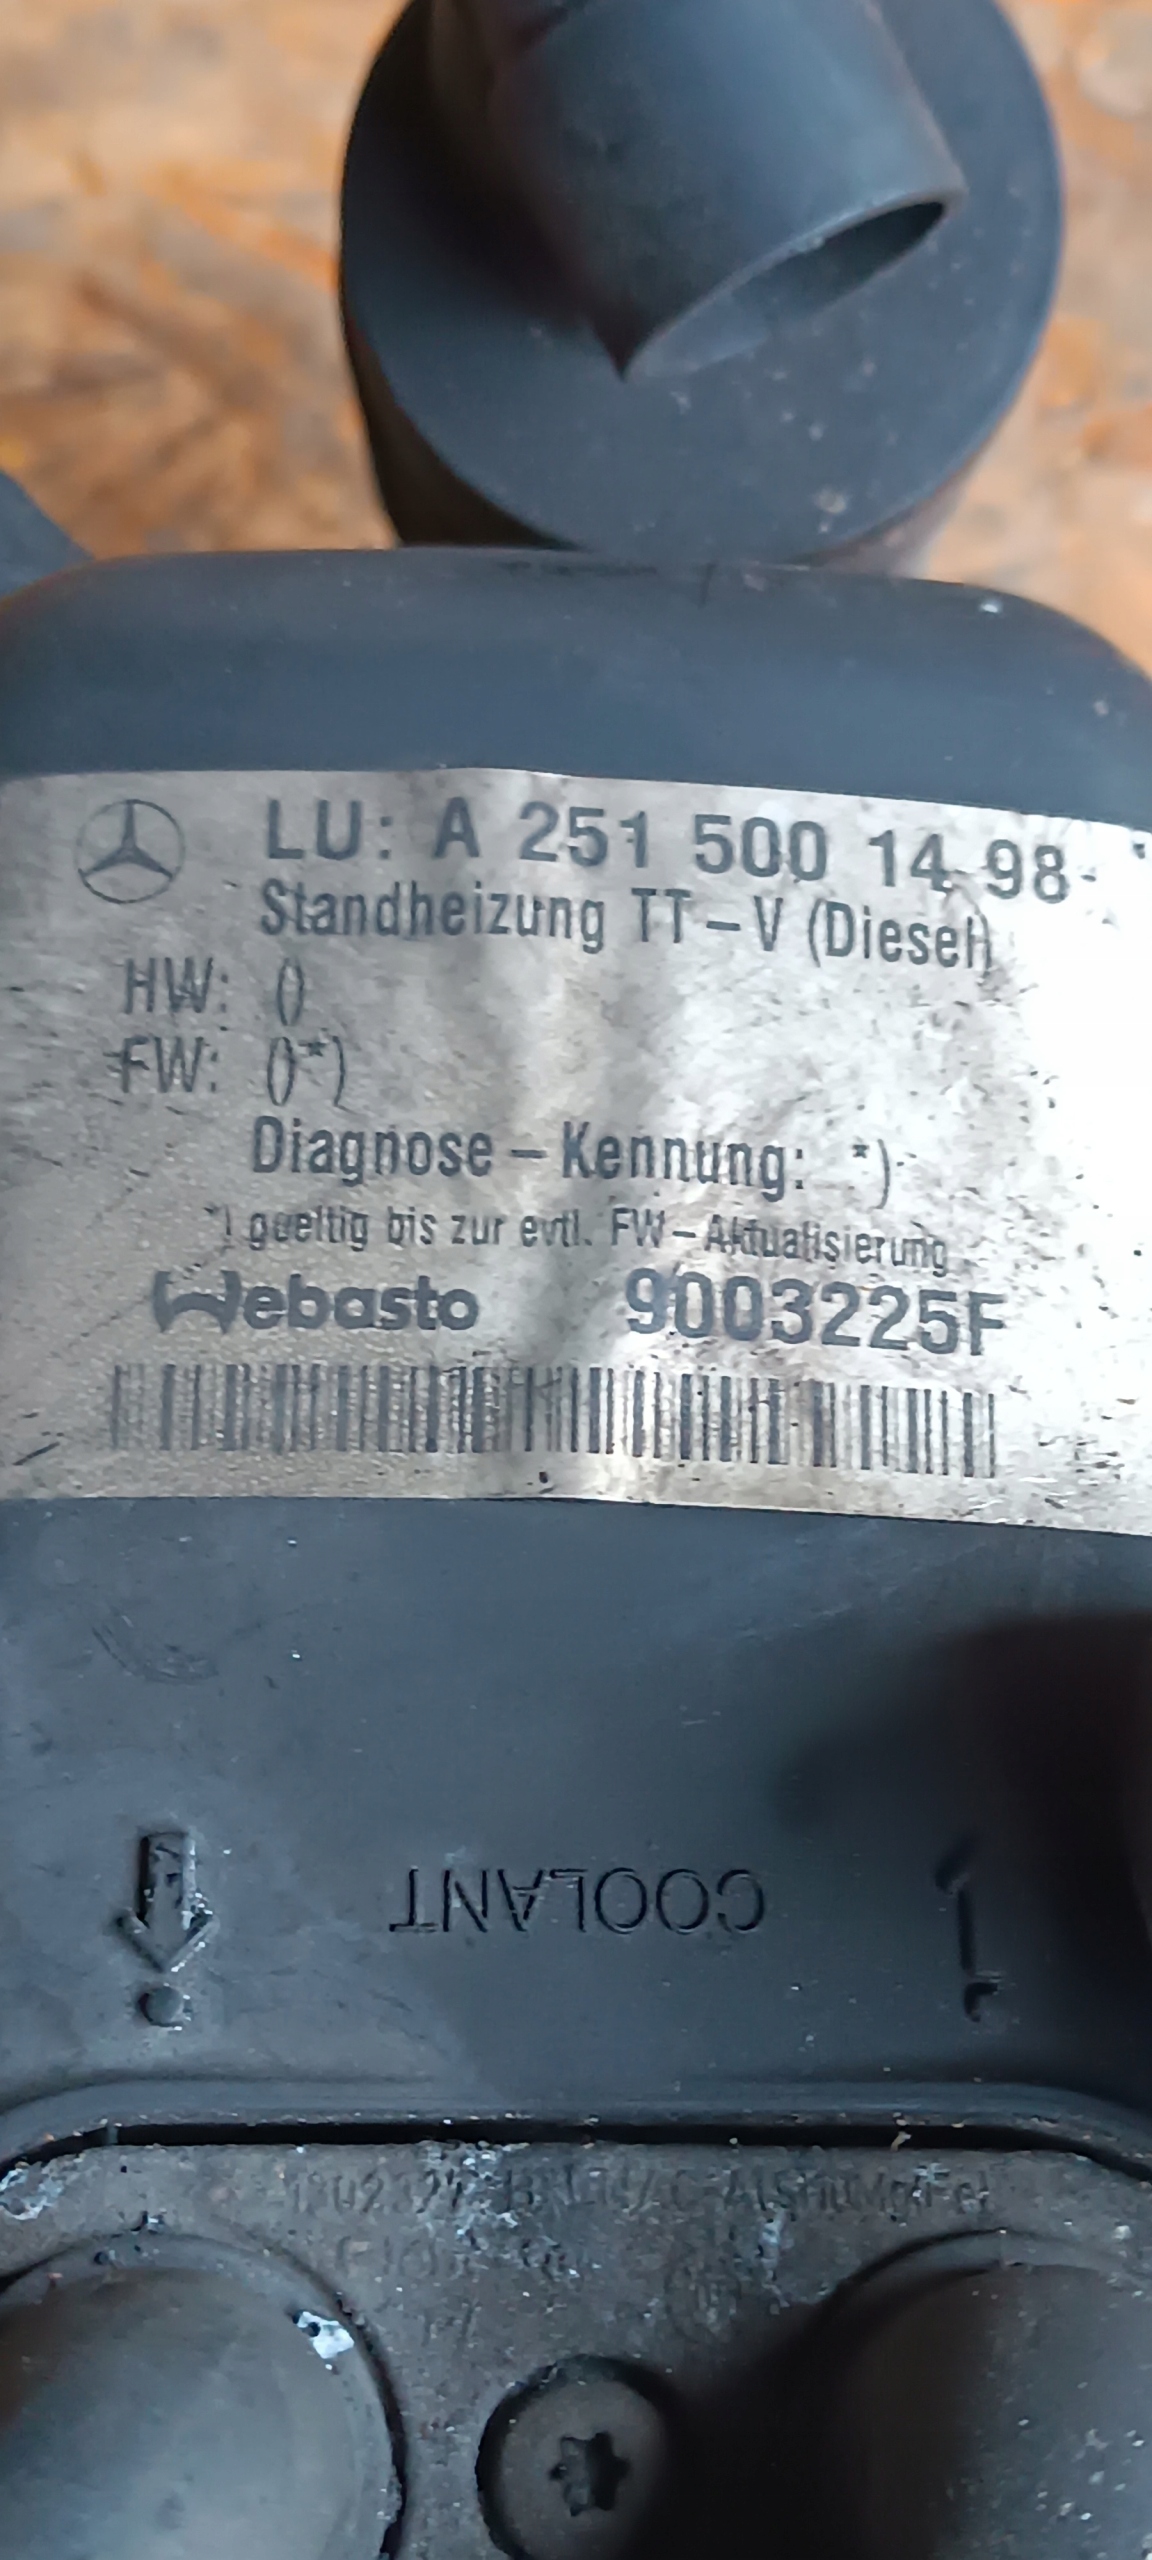 LU: A 251 500 14 98
Standheizung TT-V (Diesel)
HW: ()
FW: ()*)
Diagnose - Kennung: *)
*) gueltig bis zur evtl. FW-Aktualisierung
Webasto 9003225F
COOLANT